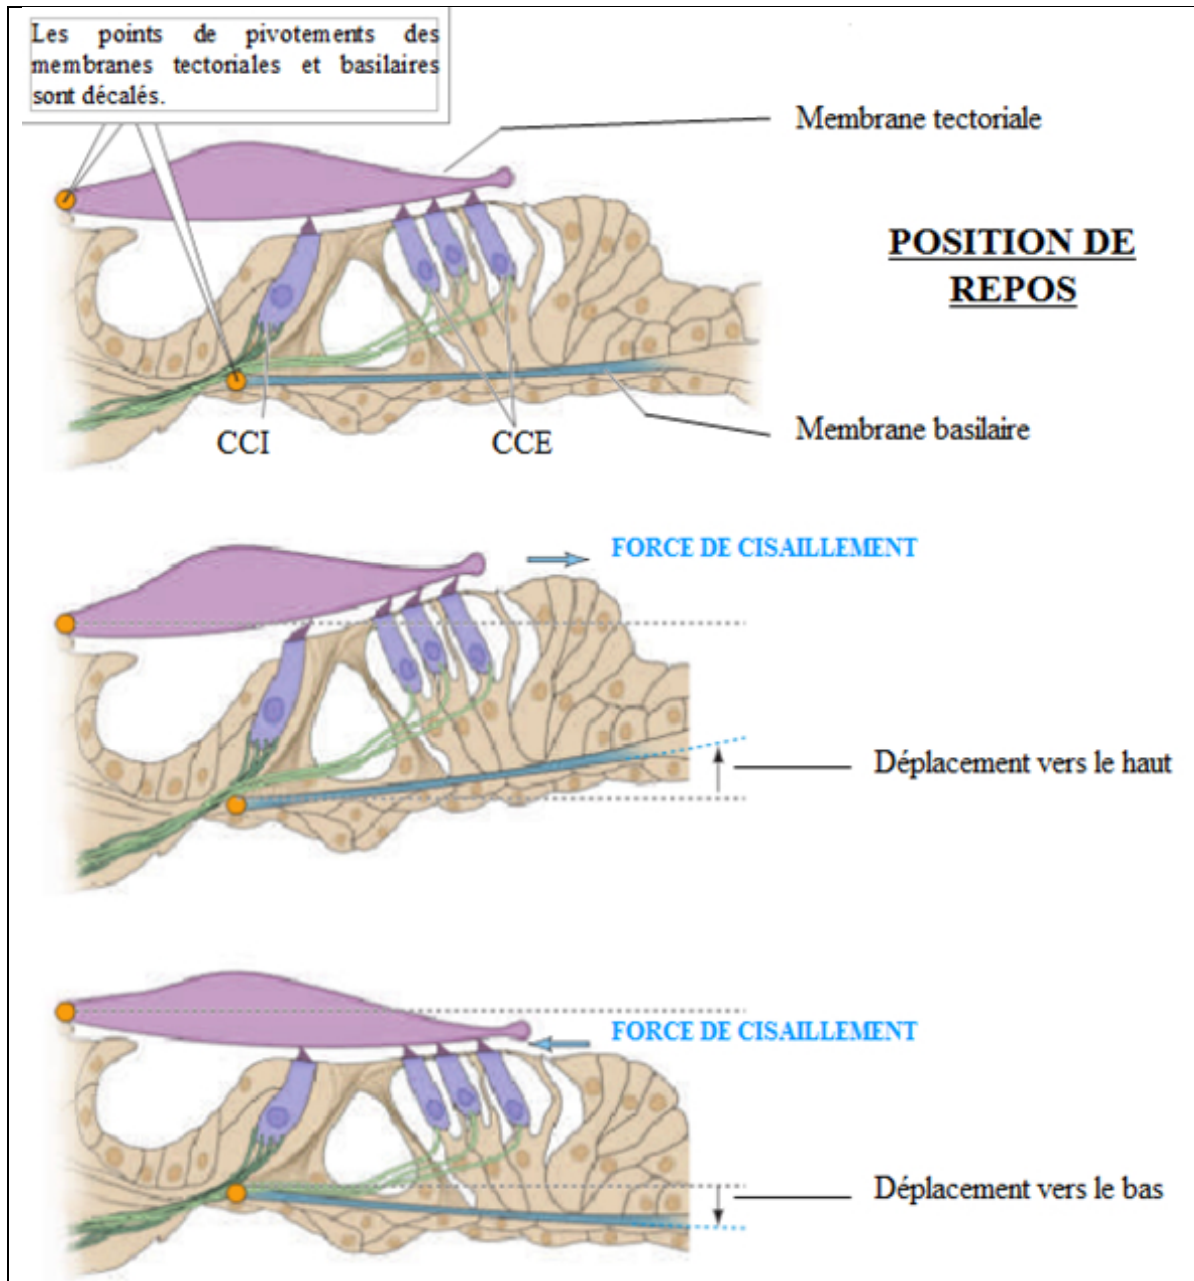 Les points de pivotements des
membranes tectoriales et basilaires
sont décalés.
Membrane tectoriale
POSITION DE
REPOS
Membrane basilaire
CCI
CCE
FORCE DE CISAILLEMENT
Déplacement vers le haut
FORCE DE CISAILLEMENT
Déplacement vers le bas